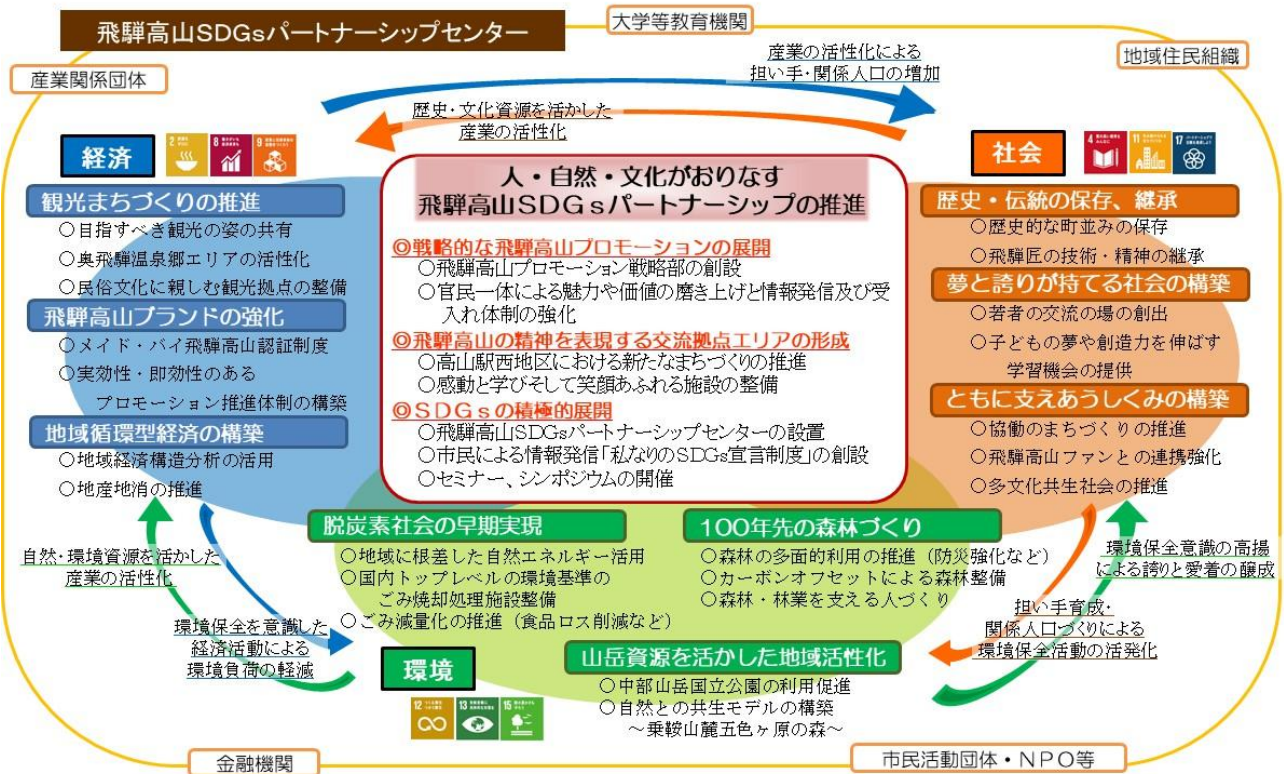 飛騨高山SDGsパートナーシップセンター
大学等教育機関
産業関係団体
地域住民組織
産業の活性化による
担い手・関係人口の増加
歴史・文化資源を活かした
産業の活性化
経済
2
8
9
社会
4
11
17
人・自然・文化がおりなす
飛騨高山SDGsパートナーシップの推進
◎戦略的な飛騨高山プロモーションの展開
○飛騨高山プロモーション戦略部の創設
○官民一体による魅力や価値の磨き上げと情報発信及び受
入れ体制の強化
◎飛騨高山の精神を表現する交流拠点エリアの形成
○高山駅西地区における新たなまちづくりの推進
○感動と学びそして笑顔あふれる施設の整備
◎SDGsの積極的展開
○飛騨高山SDGsパートナーシップセンターの設置
○市民による情報発信「私なりのSDGs宣言制度」の創設
○セミナー、シンポジウムの開催
観光まちづくりの推進
○目指すべき観光の姿の共有
○奥飛騨温泉郷エリアの活性化
○民俗文化に親しむ観光拠点の整備
飛騨高山ブランドの強化
○メイド・バイ飛騨高山認証制度
○実効性・即効性のある
プロモーション推進体制の構築
地域循環型経済の構築
○地域経済構造分析の活用
○地産地消の推進
歴史・伝統の保存、継承
○歴史的な町並みの保存
○飛騨匠の技術・精神の継承
夢と誇りが持てる社会の構築
○若者の交流の場の創出
○子どもの夢や創造力を伸ばす
学習機会の提供
ともに支えあうしくみの構築
○協働のまちづくりの推進
○飛騨高山ファンとの連携強化
○多文化共生社会の推進
脱炭素社会の早期実現
○地域に根差した自然エネルギー活用
○国内トップレベルの環境基準の
ごみ焼却処理施設整備
○ごみ減量化の推進（食品ロス削減など）
100年先の森林づくり
○森林の多面的利用の推進（防災強化など）
○カーボンオフセットによる森林整備
○森林・林業を支える人づくり
自然・環境資源を活かした
産業の活性化
環境保全を意識した
経済活動による
環境負荷の軽減
環境保全意識の高揚
による誇りと愛着の醸成
担い手育成・
関係人口づくりによる
環境保全活動の活発化
環境
12
13
15
山岳資源を活かした地域活性化
○中部山岳国立公園の利用促進
○自然との共生モデルの構築
～乗鞍山麓五色ヶ原の森～
金融機関
市民活動団体・NPO等